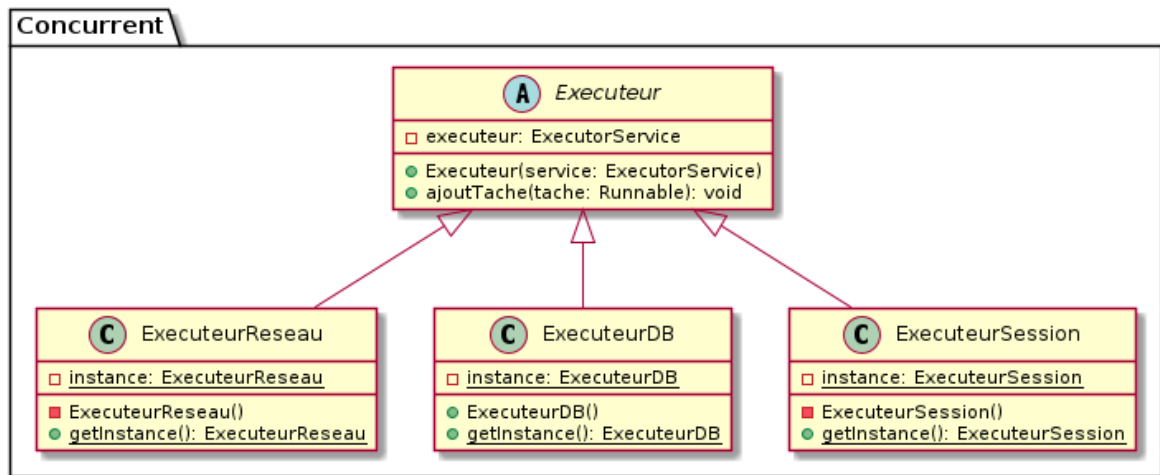 Concurrent
A Executeur
executeur: ExecutorService
Executeur(service: ExecutorService)
ajoutTache(tache: Runnable): void
C ExecuteurReseau
instance: ExecuteurReseau
ExecuteurReseau()
getInstance(): ExecuteurReseau
C ExecuteurDB
instance: ExecuteurDB
ExecuteurDB()
getInstance(): ExecuteurDB
C ExecuteurSession
instance: ExecuteurSession
ExecuteurSession()
getInstance(): ExecuteurSession